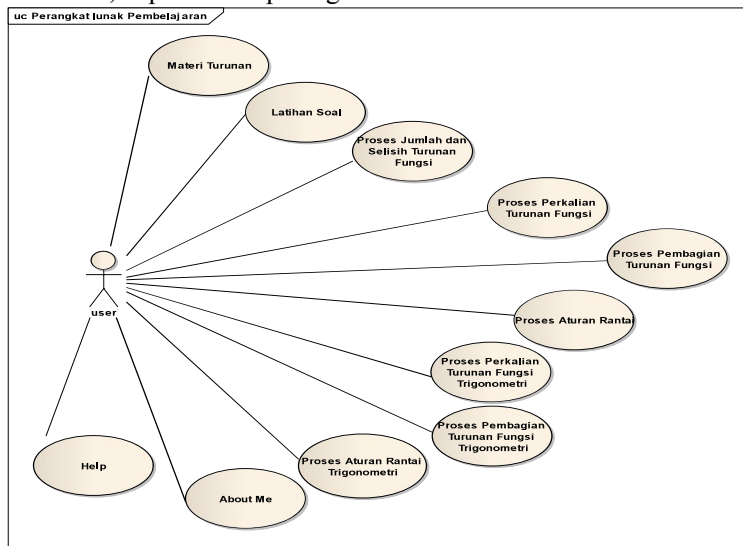 uc Perangkat lunak Pembelajaran
Materi Turunan
Latihan Soal
Proses Jumlah dan
Selisih Turunan
Fungsi
Proses Perkalian
Turunan Fungsi
Proses Pembagian
Turunan Fungsi
user
Proses Aturan Rantai
Proses Perkalian
Turunan Fungsi
Trigonometri
Proses Pembagian
Turunan Fungsi
Trigonometri
Proses Aturan Rantai
Trigonometri
Help
About Me